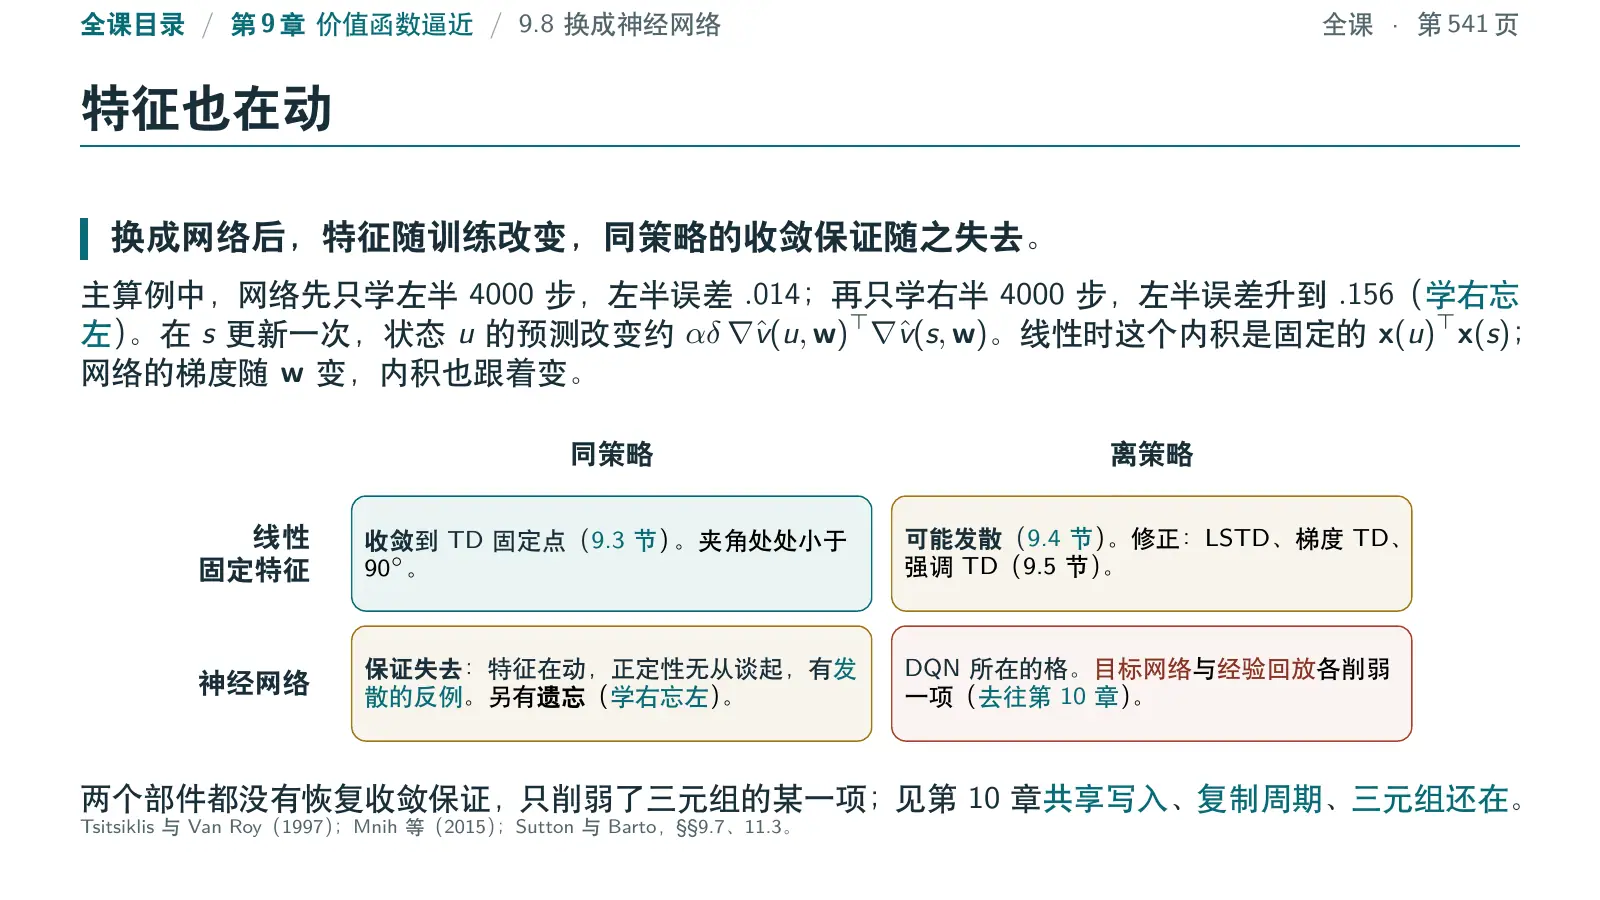 全课目录 / 第9章 价值函数逼近 / 9.8 换成神经网络
全课 · 第541页
特征也在动
换成网络后，特征随训练改变，同策略的收敛保证随之失去。
主算例中，网络先只学左半 4000 步，左半误差 .014；再只学右半 4000 步，左半误差升到 .156（学右忘
左）。在 s 更新一次，状态 u 的预测改变约 αδ ∇v̂(u, w)⊤∇v̂(s, w)。线性时这个内积是固定的 x(u)⊤x(s)；
网络的梯度随 w 变，内积也跟着变。
同策略
离策略
线性
固定特征
收敛到 TD 固定点（9.3 节）。夹角处处小于
90°。
可能发散（9.4 节）。修正：LSTD、梯度 TD、
强调 TD（9.5 节）。
神经网络
保证失去：特征在动，正定性无从谈起，有发
散的反例。另有遗忘（学右忘左）。
DQN 所在的格。目标网络与经验回放各削弱
一项（去往第 10 章）。
两个部件都没有恢复收敛保证，只削弱了三元组的某一项；见第 10 章共享写入、复制周期、三元组还在。
Tsitsiklis 与 Van Roy（1997）；Mnih 等（2015）；Sutton 与 Barto，§§9.7、11.3。